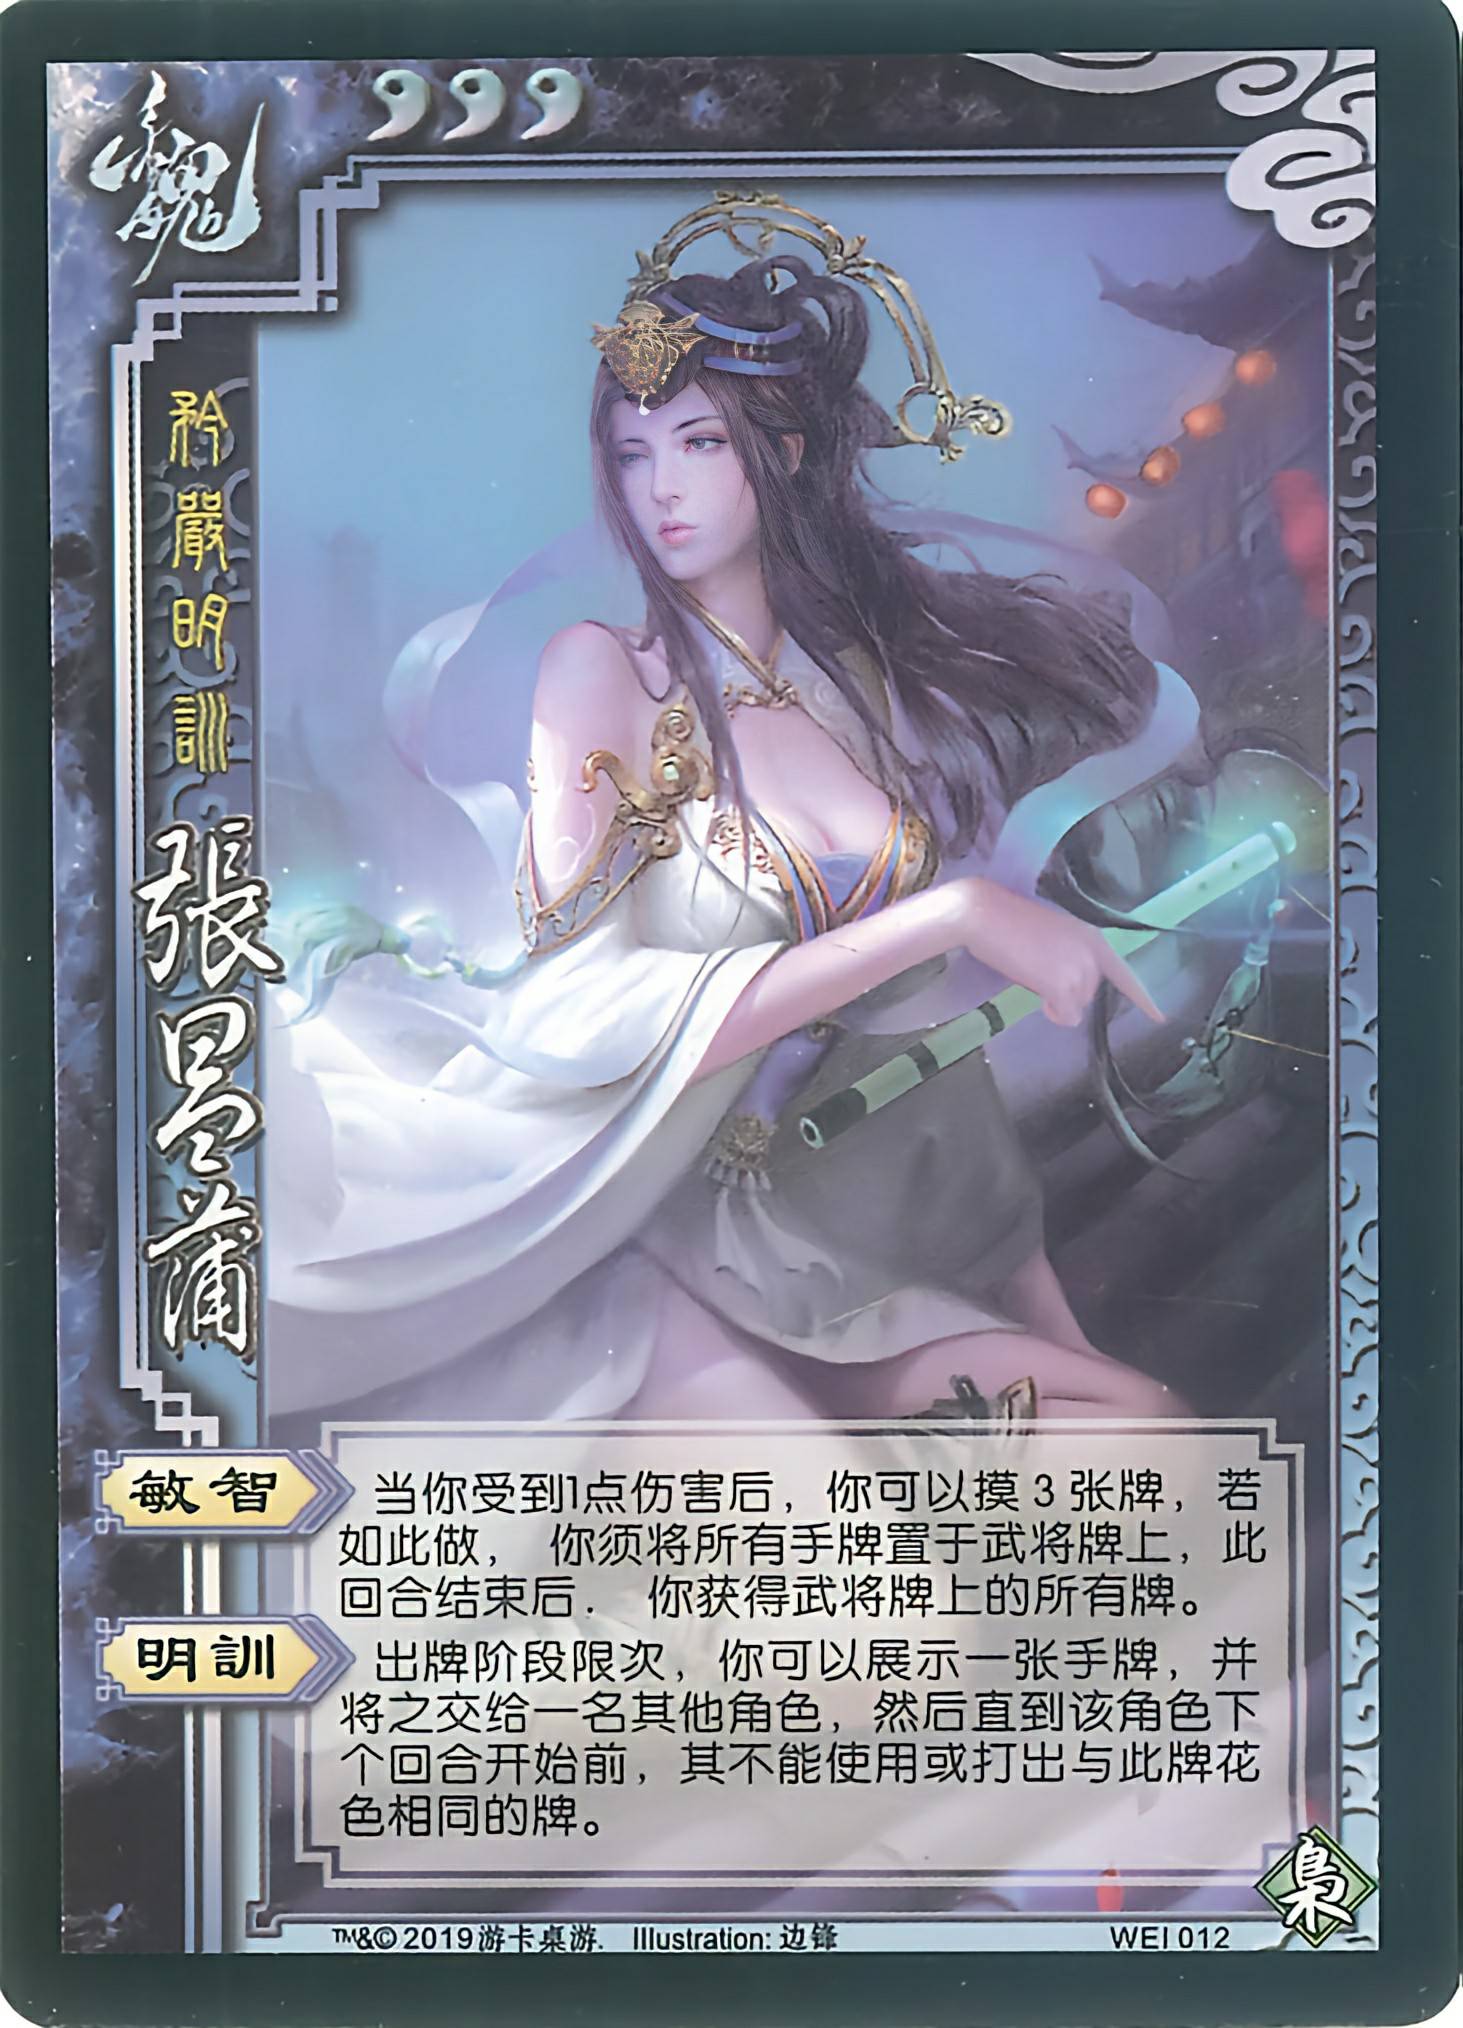 魏
矜嚴明訓
張昌蒲
敏智
当你受到1点伤害后，你可以摸3张牌，若
如此做， 你须将所有手牌置于武将牌上，此
回合结束后． 你获得武将牌上的所有牌。
明訓
出牌阶段限次，你可以展示一张手牌，并
将之交给一名其他角色，然后直到该角色下
个回合开始前，其不能使用或打出与此牌花
色相同的牌。
梟
™&© 2019游卡桌游. Illustration: 边锋
WEI 012